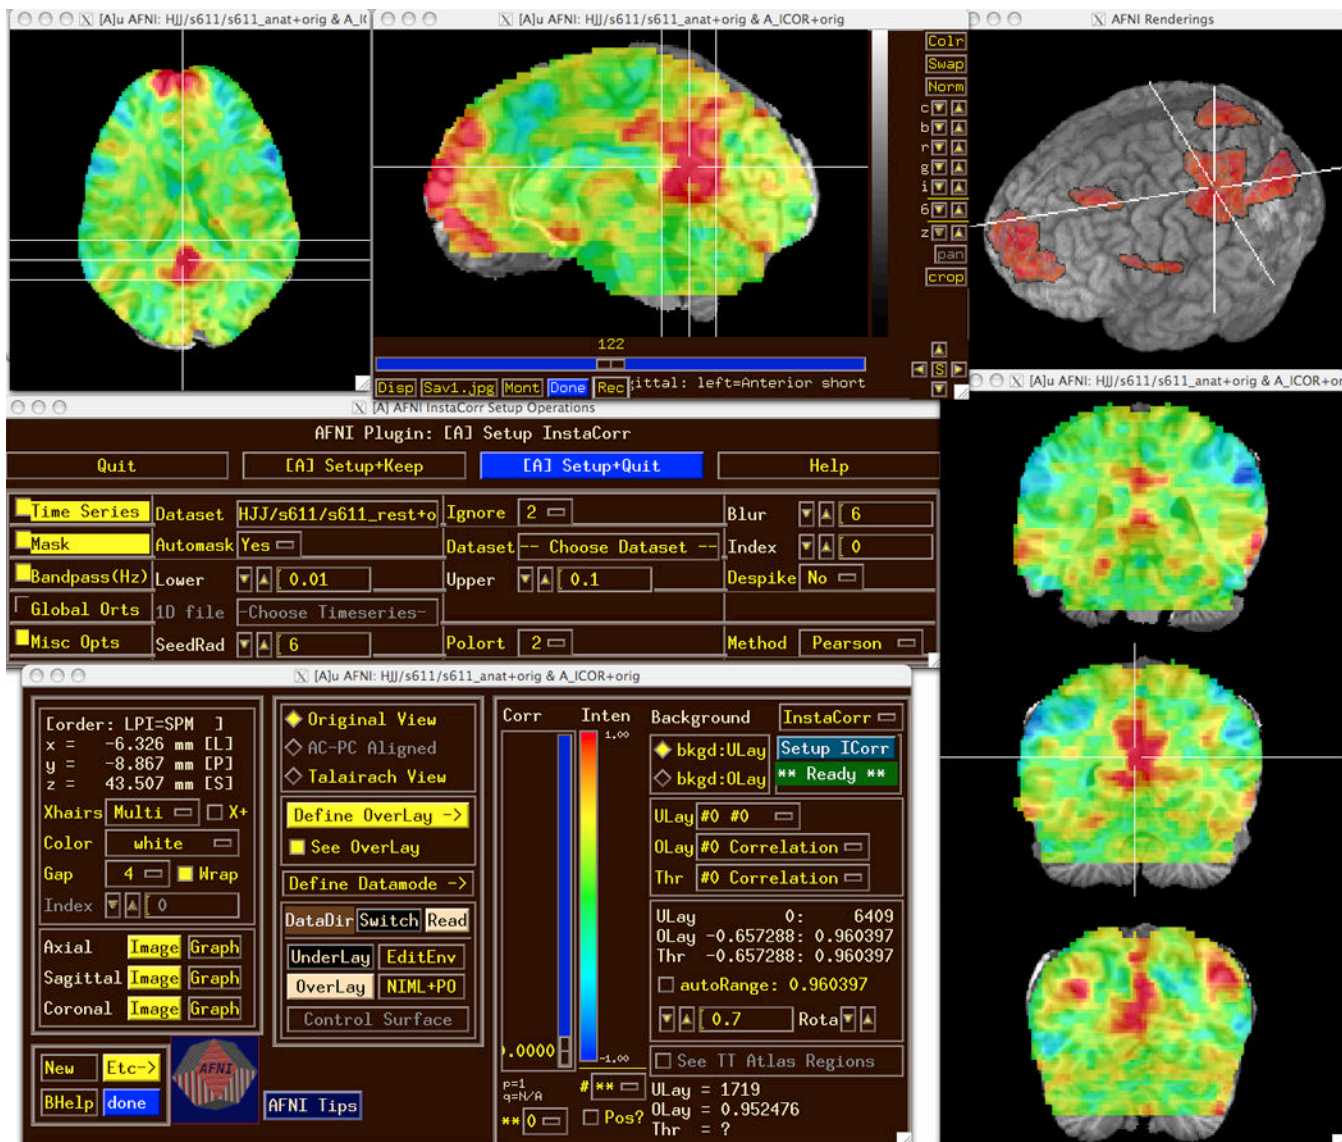 [A]u AFNI: HJJ/s611/s611_anat+orig & A_I
[A]u AFNI: HJJ/s611/s611_anat+orig & A_ICOR+orig
AFNI Renderings
Colr
Swap
Norm
c
b
r
g
i
6
z
pan
crop
122
Disp Sav1.jpg Mont Done Rec gittal: left=Anterior short
S
[A]u AFNI: HJJ/s611/s611_anat+orig & A_ICOR+or
[A] AFNI InstaCorr Setup Operations
AFNI Plugin: [A] Setup InstaCorr
Quit [A] Setup+Keep [A] Setup+Quit Help
Time Series Dataset HJJ/s611/s611_rest+o Ignore 2 Blur 6
Mask Automask Yes Dataset -- Choose Dataset -- Index 0
Bandpass(Hz) Lower 0.01 Upper 0.1 Despike No
Global Orts 1D file -Choose Timeseries-
Misc Opts SeedRad 6 Polort 2 Method Pearson
[A]u AFNI: HJJ/s611/s611_anat+orig & A_ICOR+orig
[order: LPI=SPM ]
x = -6.326 mm [L]
y = -8.867 mm [P]
z = 43.507 mm [S]
Xhairs Multi X+
Color white
Gap 4 Wrap
Index 0
Axial Image Graph
Sagittal Image Graph
Coronal Image Graph
New Etc->
BHelp done
AFNI
AFNI Tips
Original View
AC-PC Aligned
Talairach View
Define OverLay ->
See OverLay
Define Datamode ->
DataDir Switch Read
UnderLay EditEnv
OverLay NIML+PO
Control Surface
Corr Inten
1.00
-1.00
0.0000
p=1
q=N/A
** 0
# **
Pos?
Background InstaCorr
bkgd:ULay Setup ICorr
bkgd:OLay ** Ready **
ULay #0 #0
OLay #0 Correlation
Thr #0 Correlation
ULay 0: 6409
OLay -0.657288: 0.960397
Thr -0.657288: 0.960397
autoRange: 0.960397
0.7 Rota
See TT Atlas Regions
ULay = 1719
OLay = 0.952476
Thr = ?